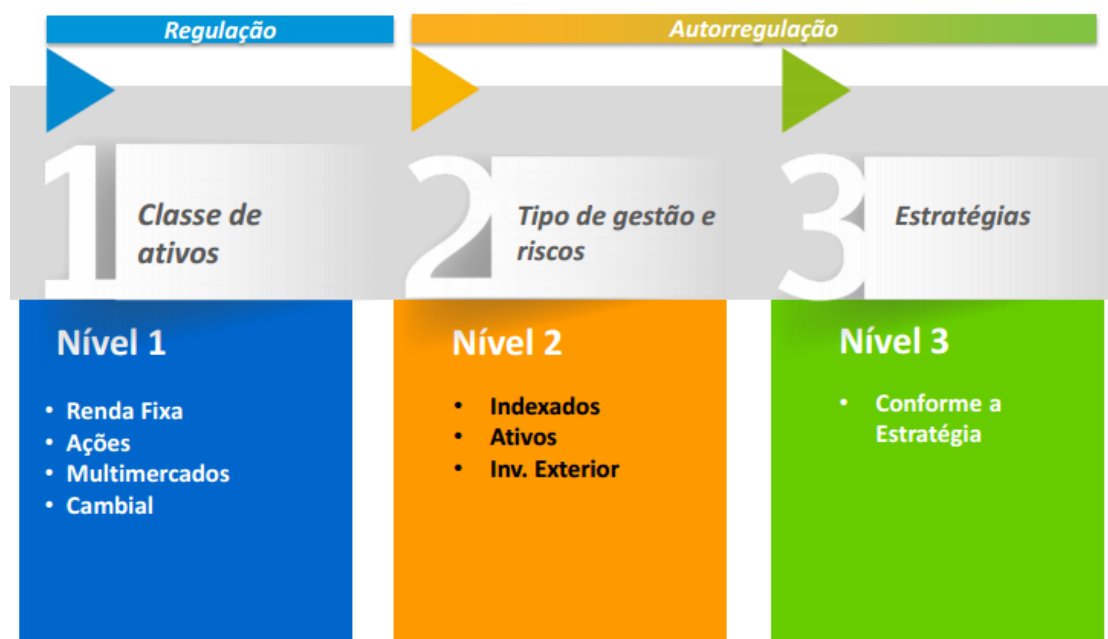 Regulação
Autorregulação
1
Classe de
ativos
2
Tipo de gestão e
riscos
3
Estratégias
Nível 1
• Renda Fixa
• Ações
• Multimercados
• Cambial
Nível 2
• Indexados
• Ativos
• Inv. Exterior
Nível 3
• Conforme a
Estratégia